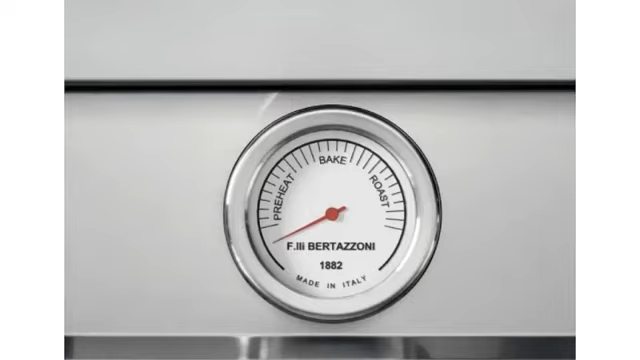 PREHEAT
BAKE
ROAST
F.lli BERTAZZONI
1882
MADE IN ITALY